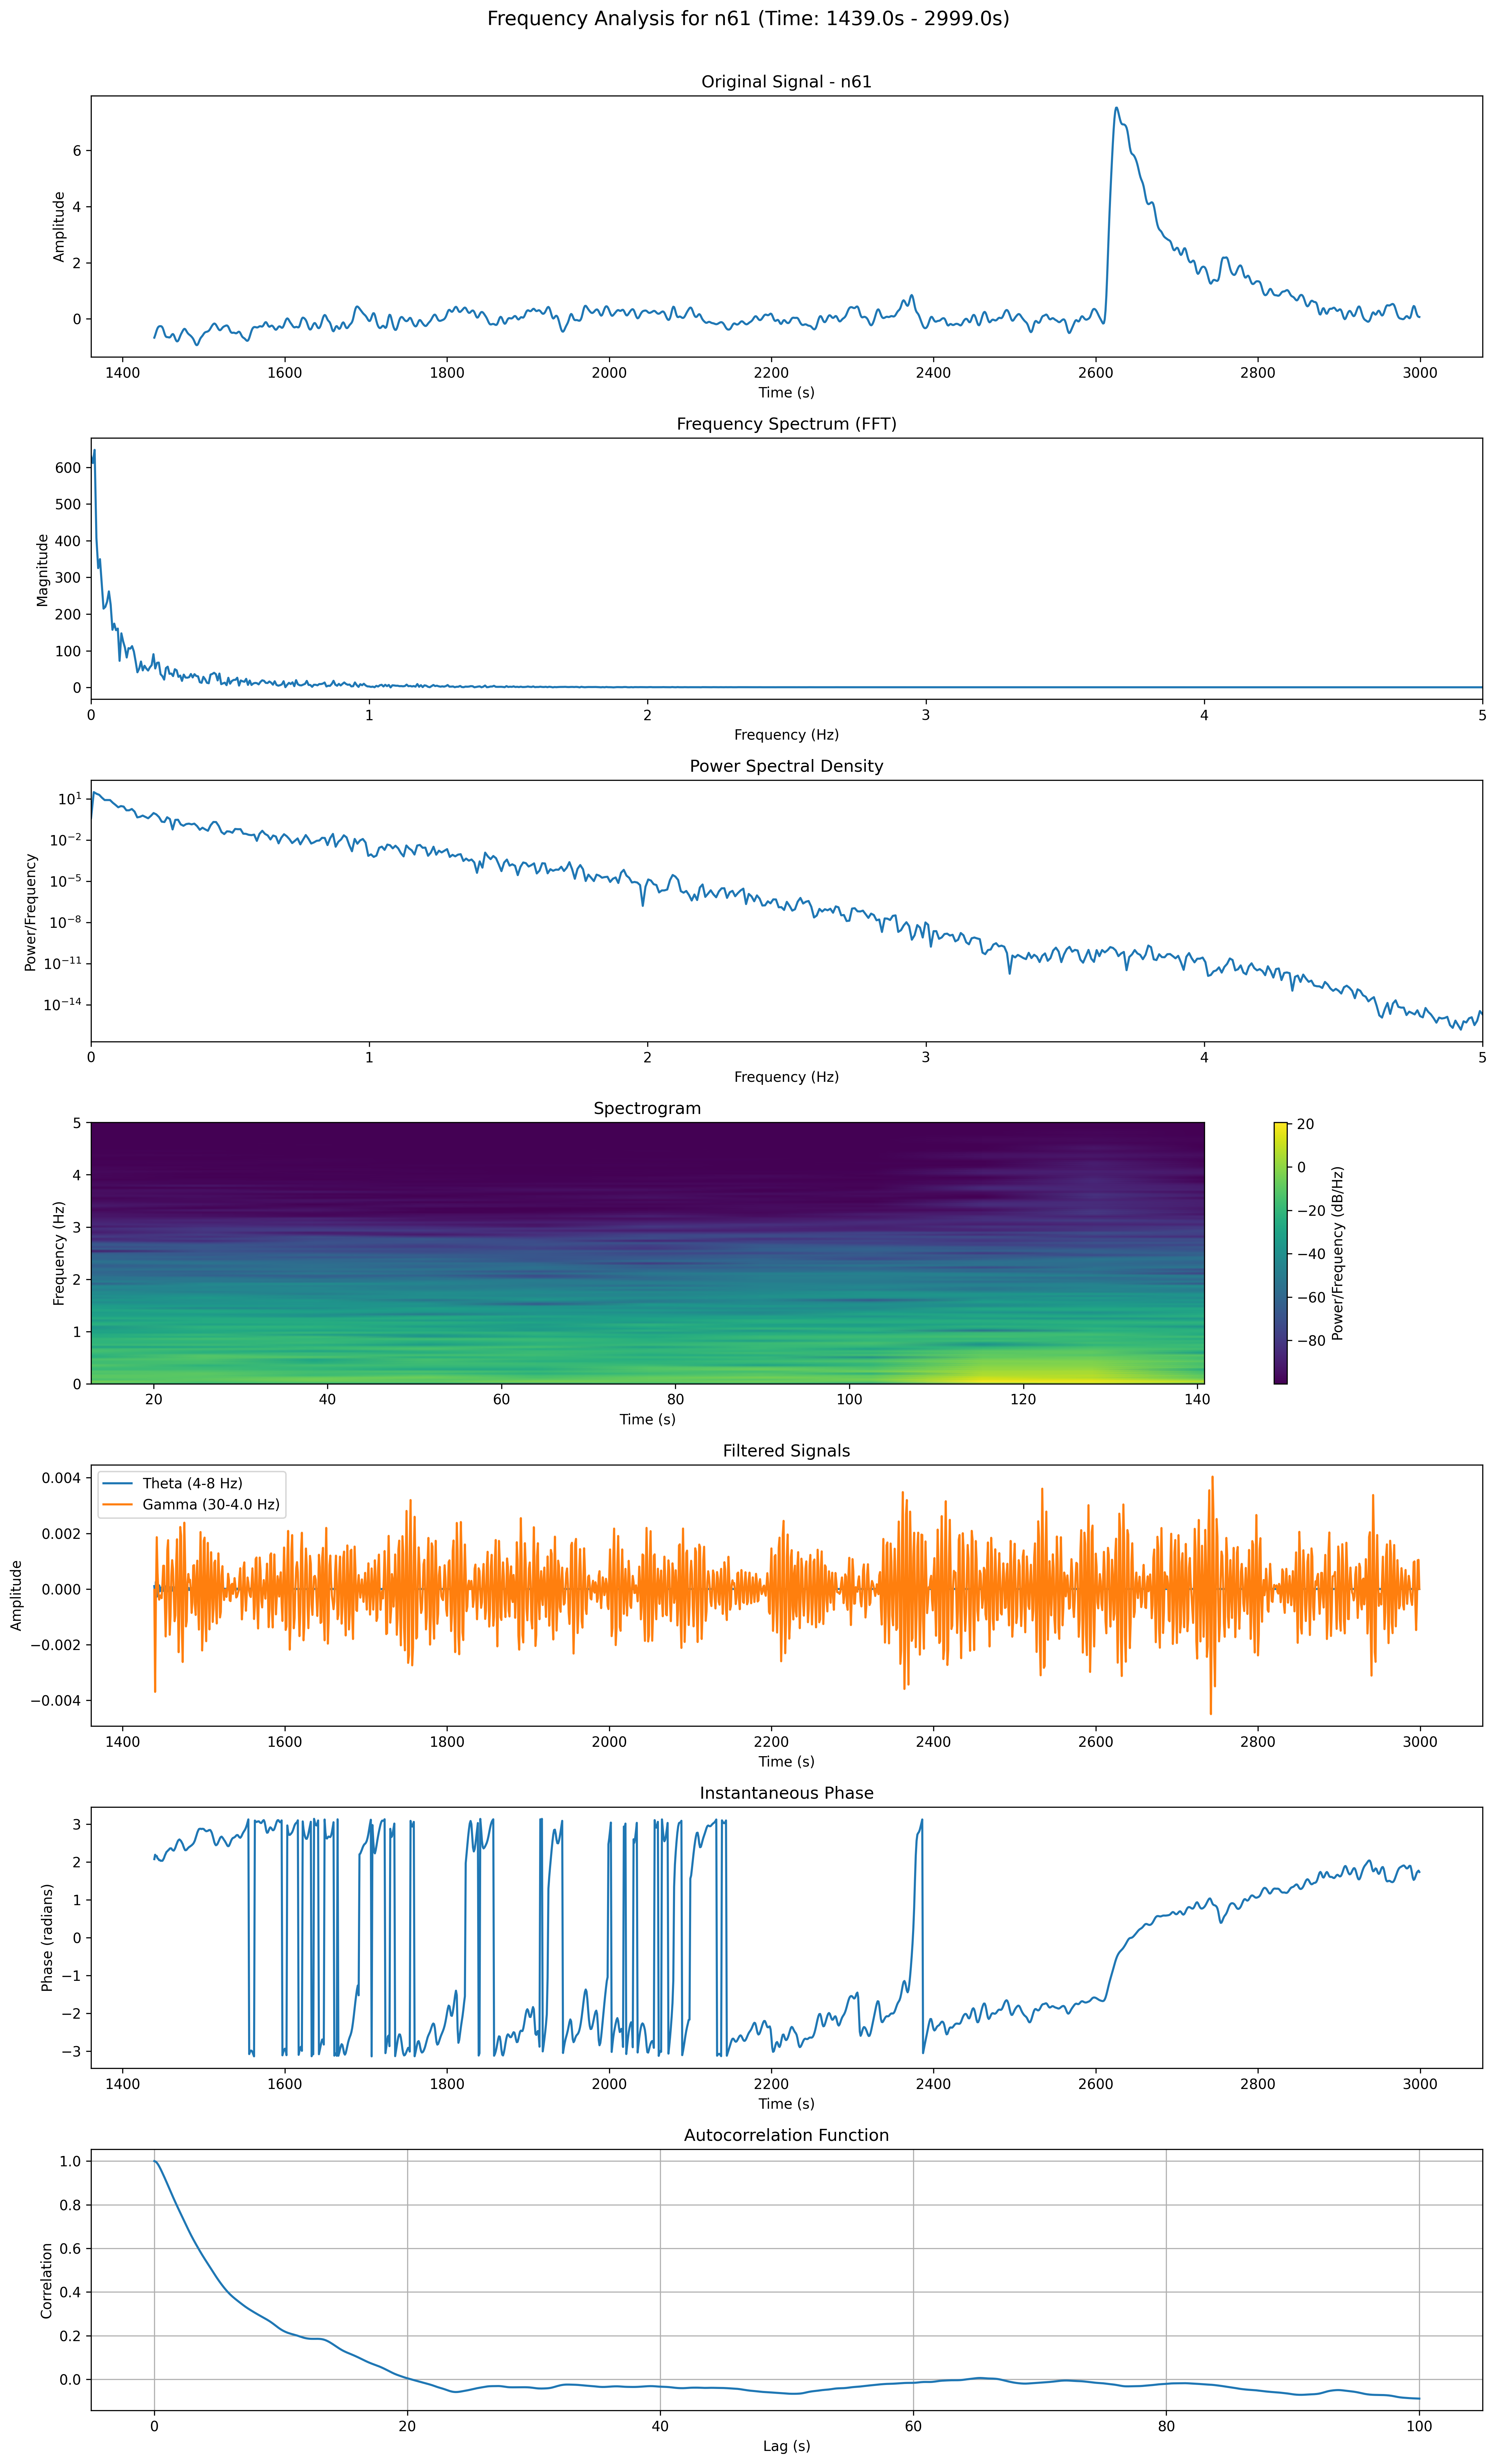 Frequency Analysis for n61 (Time: 1439.0s - 2999.0s)
Original Signal - n61
Amplitude
6
4
2
0
1400 1600 1800 2000 2200 2400 2600 2800 3000
Time (s)
Frequency Spectrum (FFT)
Magnitude
600
500
400
300
200
100
0
0 1 2 3 4 5
Frequency (Hz)
Power Spectral Density
Power/Frequency
10^1
10^−2
10^−5
10^−8
10^−11
10^−14
0 1 2 3 4 5
Frequency (Hz)
Spectrogram
Frequency (Hz)
5
4
3
2
1
0
20 40 60 80 100 120 140
Time (s)
20
0
−20
−40
−60
−80
Power/Frequency (dB/Hz)
Filtered Signals
Theta (4-8 Hz)
Gamma (30-4.0 Hz)
Amplitude
0.004
0.002
0.000
−0.002
−0.004
1400 1600 1800 2000 2200 2400 2600 2800 3000
Time (s)
Instantaneous Phase
Phase (radians)
3
2
1
0
−1
−2
−3
1400 1600 1800 2000 2200 2400 2600 2800 3000
Time (s)
Autocorrelation Function
Correlation
1.0
0.8
0.6
0.4
0.2
0.0
0 20 40 60 80 100
Lag (s)